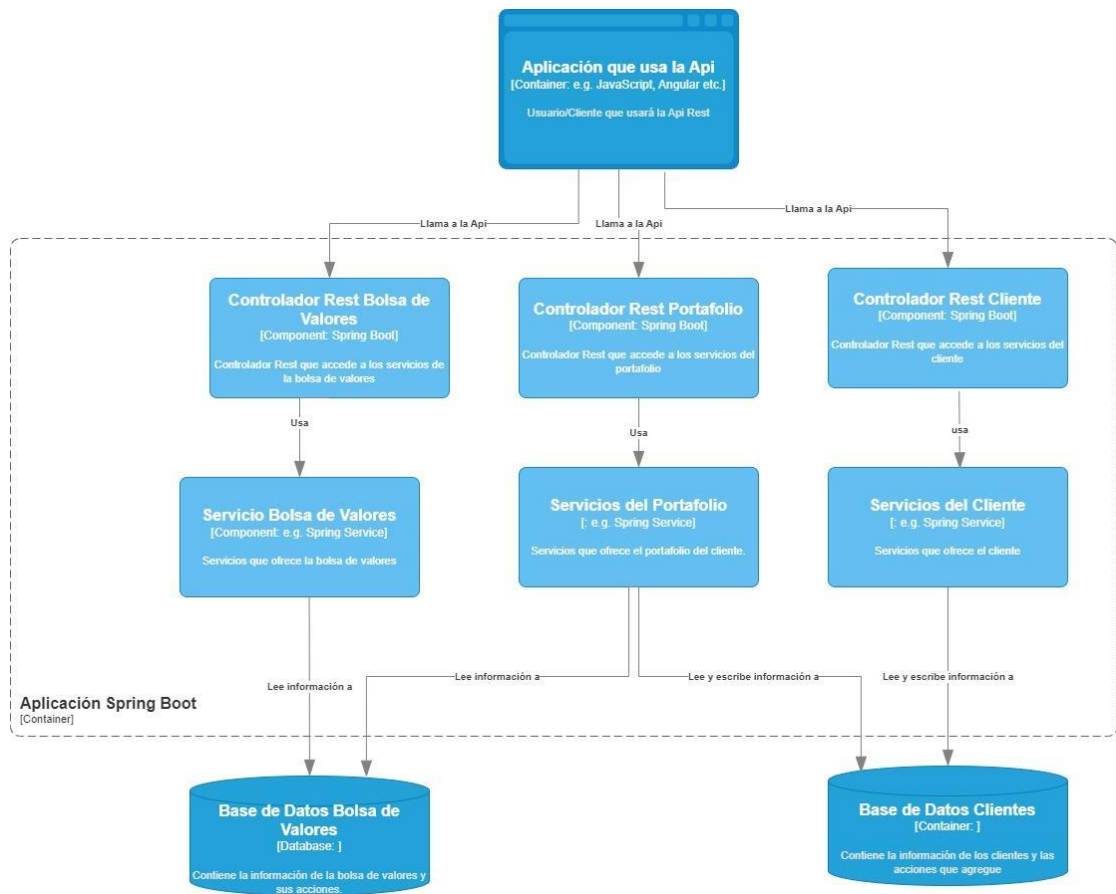 Aplicación que usa la Api
[Container: e.g. JavaScript, Angular etc.]
Usuario/Cliente que usará la Api Rest
Llama a la Api
Llama a la Api
Llama a la Api
Controlador Rest Bolsa de
Valores
[Component: Spring Bool]
Controlador Rest que accede a los servicios de
la bolsa de valores
Controlador Rest Portafolio
[Component: Spring Bool]
Controlador Rest que accede a los servicios del
portafolio
Controlador Rest Cliente
[Component: Spring Bool]
Controlador Rest que accede a los servicios del
cliente
Usa
Usa
usa
Servicio Bolsa de Valores
[Component: e.g. Spring Service]
Servicios que ofrece la bolsa de valores
Servicios del Portafolio
[: e.g. Spring Service]
Servicios que ofrece el portafolio del cliente.
Servicios del Cliente
[: e.g. Spring Service]
Servicios que ofrece el cliente
Lee información a
Lee información a
Lee y escribe información a
Lee y escribe información a
Aplicación Spring Boot
[Container]
Base de Datos Bolsa de
Valores
[Database: ]
Contiene la información de la bolsa de valores y
sus acciones.
Base de Datos Clientes
[Container: ]
Contiene la información de los clientes y las
acciones que agregue